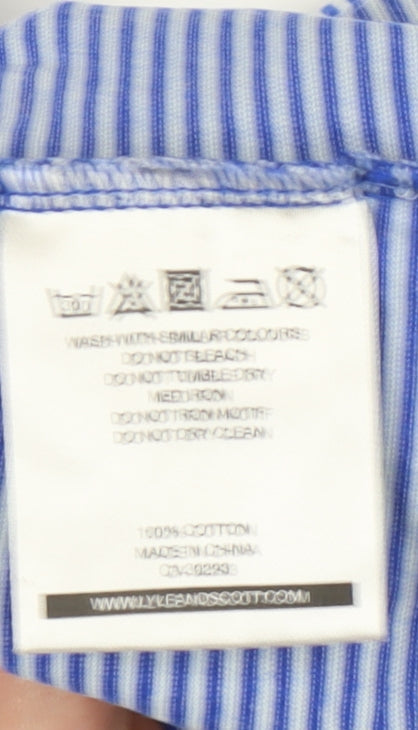 WASH WITH SIMILAR COLOURS
DO NOT BLEACH
DO NOT TUMBLE DRY
MED IRON
DO NOT IRON MOTIF
DO NOT DRY CLEAN
100% COTTON
MADE IN CHINA
WWW.LYLEANDSCOTT.COM